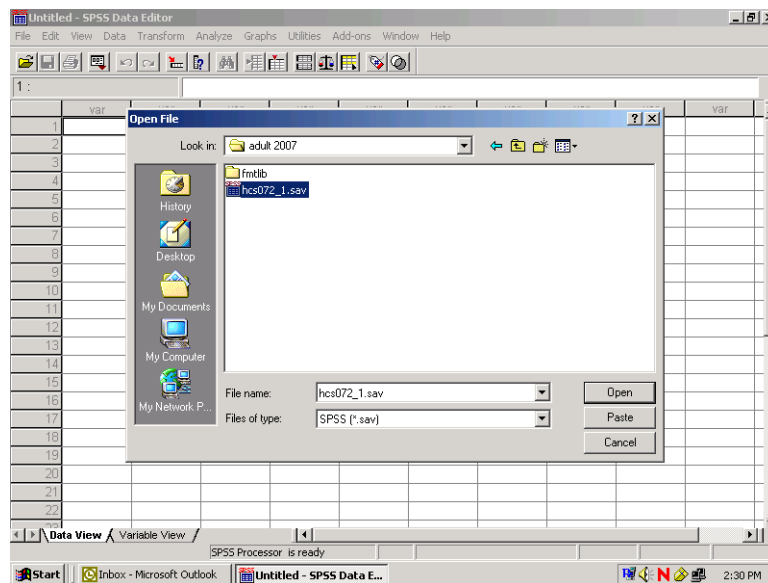 Untitled - SPSS Data Editor
File Edit View Data Transform Analyze Graphs Utilities Add-ons Window Help
1 :
var var
1
Open File
2
Look in: adult 2007
3
fmtlib
4
hcs072_1.sav
5
History
6
7
8
Desktop
9
10
My Documents
11
12
13
My Computer
14
15
File name: hcs072_1.sav Open
16
My Network P...
17
Files of type: SPSS (*.sav) Paste
18
Cancel
19
20
21
22
Data View Variable View
SPSS Processor is ready
Start Inbox - Microsoft Outlook Untitled - SPSS Data E... 2:30 PM